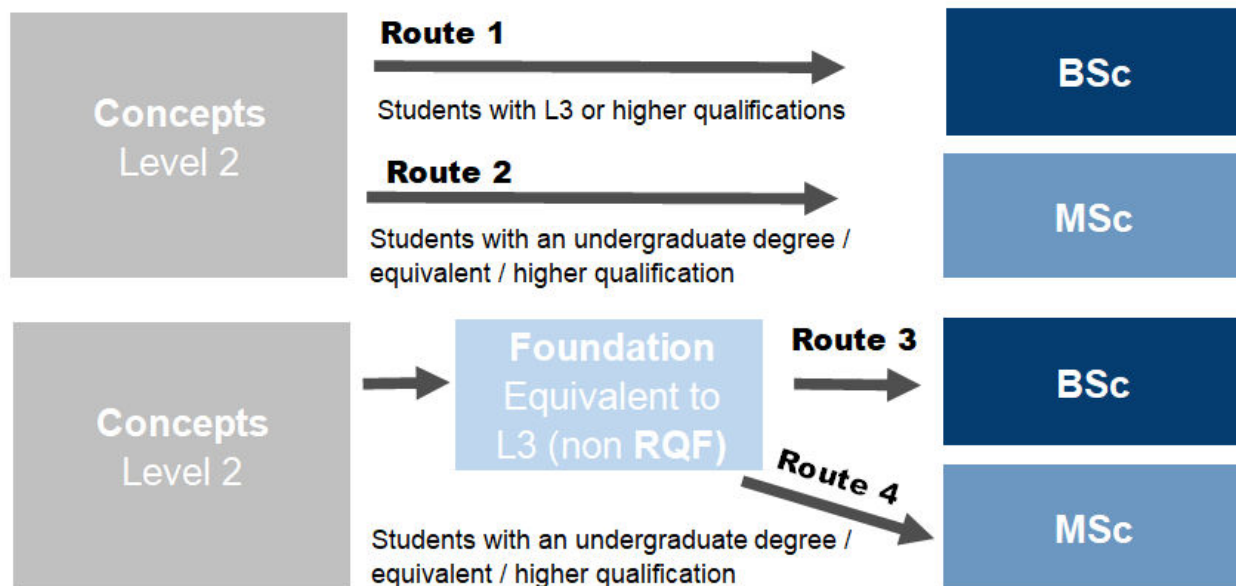 Concepts
Level 2
Route 1
Students with L3 or higher qualifications
BSc
Route 2
Students with an undergraduate degree /
equivalent / higher qualification
MSc
Concepts
Level 2
Foundation
Equivalent to
L3 (non RQF)
Route 3
BSc
Route 4
MSc
Students with an undergraduate degree /
equivalent / higher qualification